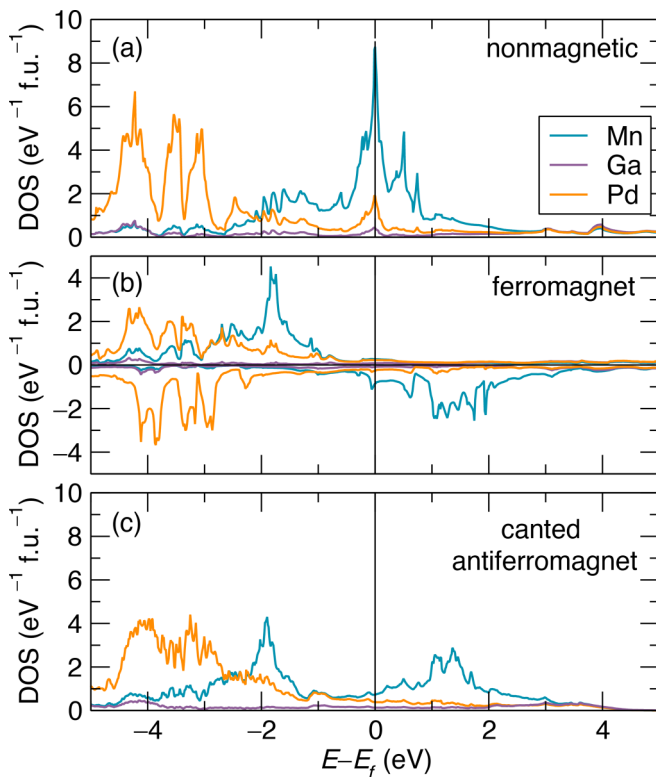 (a)
nonmagnetic
Mn
Ga
Pd
DOS (eV⁻¹ f.u.⁻¹)
10
8
6
4
2
0
(b)
ferromagnet
DOS (eV⁻¹ f.u.⁻¹)
4
2
0
−2
−4
(c)
canted
antiferromagnet
DOS (eV⁻¹ f.u.⁻¹)
10
8
6
4
2
0
−4 −2 0 2 4
E−E_f (eV)